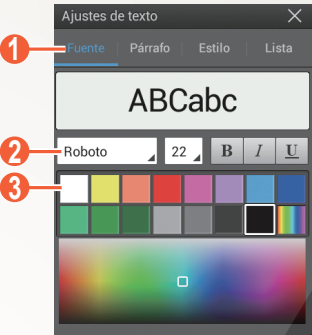 Ajustes de texto
1 Fuente Párrafo Estilo Lista
ABCabc
2 Roboto 22 B I U
3